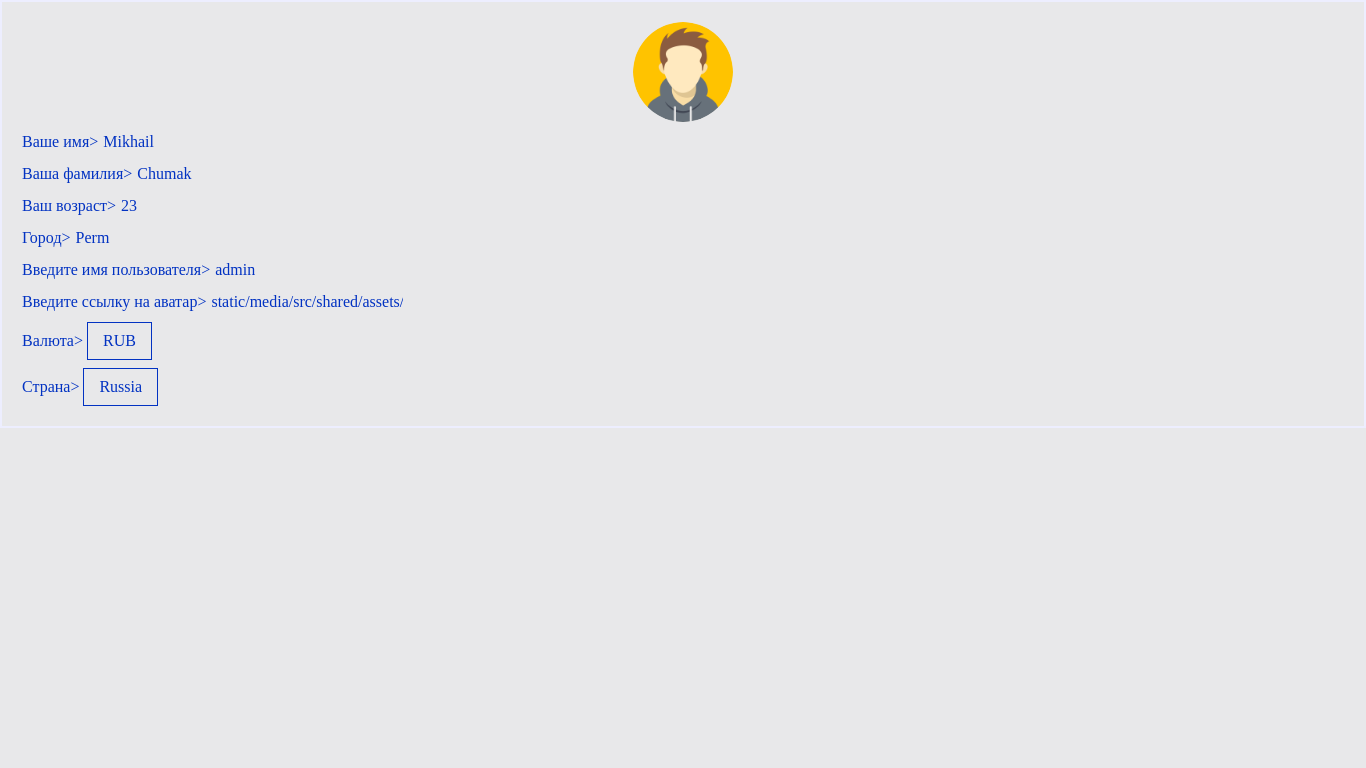 Ваше имя> Mikhail
Ваша фамилия> Chumak
Ваш возраст> 23
Город> Perm
Введите имя пользователя> admin
Введите ссылку на аватар> static/media/src/shared/assets/
Валюта> RUB
Страна> Russia